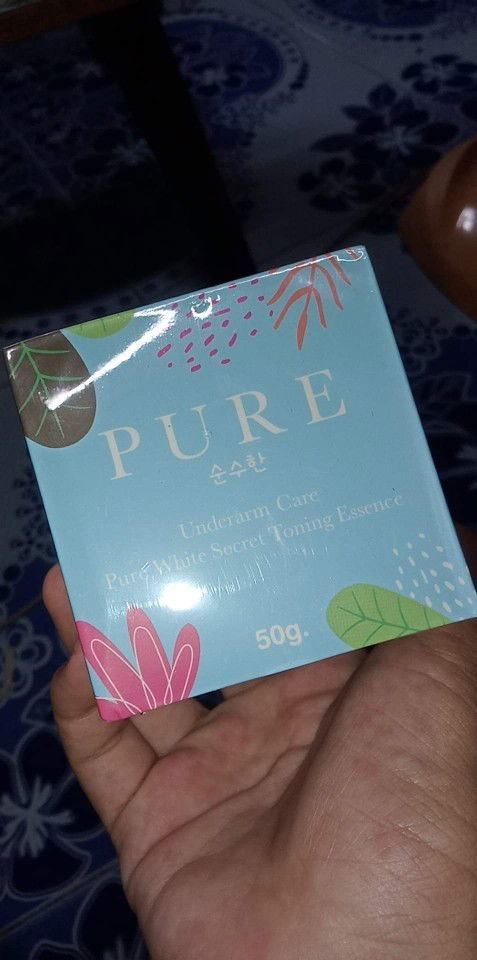 PURE
순수한
Underarm Care
Pure White Secret Toning Essence
50g.